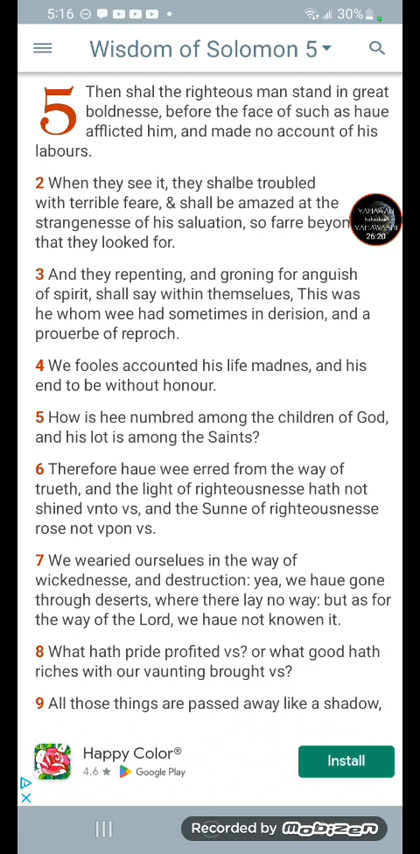 5:16
30%
Wisdom of Solomon 5
5 Then shal the righteous man stand in great
boldnesse, before the face of such as haue
afflicted him, and made no account of his
labours.
2 When they see it, they shalbe troubled
with terrible feare, & shall be amazed at the
strangenesse of his saluation, so farre beyon
that they looked for.
YAHAWAH
YAHAWASHI
26:20
3 And they repenting, and groning for anguish
of spirit, shall say within themselues, This was
he whom wee had sometimes in derision, and a
prouerbe of reproch.
4 We fooles accounted his life madnes, and his
end to be without honour.
5 How is hee numbred among the children of God,
and his lot is among the Saints?
6 Therefore haue wee erred from the way of
trueth, and the light of righteousnesse hath not
shined vnto vs, and the Sunne of righteousnesse
rose not vpon vs.
7 We wearied ourselues in the way of
wickednesse, and destruction: yea, we haue gone
through deserts, where there lay no way: but as for
the way of the Lord, we haue not knowen it.
8 What hath pride profited vs? or what good hath
riches with our vaunting brought vs?
9 All those things are passed away like a shadow,
Happy Color®
4.6 ★ Google Play
Install
Recorded by mobizen